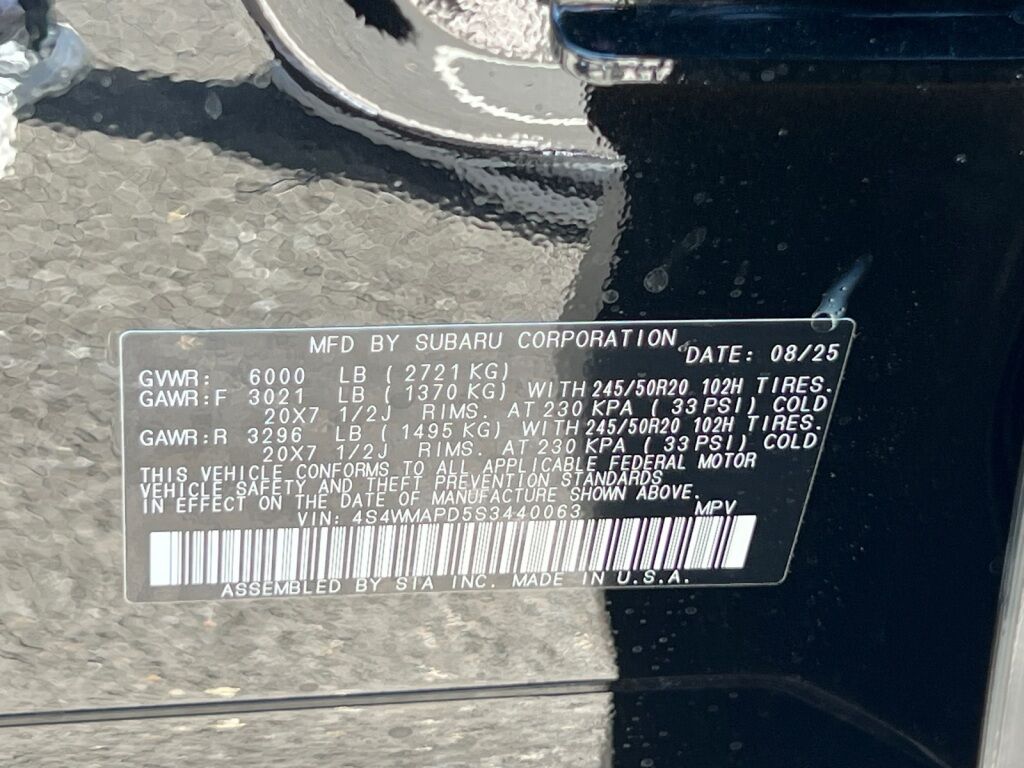 MFD BY SUBARU CORPORATION DATE: 08/25
GVWR: 6000 LB ( 2721 KG)
GAWR:F 3021 LB ( 1370 KG) WITH 245/50R20 102H TIRES.
20X7 1/2J RIMS. AT 230 KPA ( 33 PSI) COLD
GAWR:R 3296 LB ( 1495 KG) WITH 245/50R20 102H TIRES.
20X7 1/2J RIMS. AT 230 KPA ( 33 PSI) COLD
THIS VEHICLE CONFORMS TO ALL APPLICABLE FEDERAL MOTOR
VEHICLE SAFETY AND THEFT PREVENTION STANDARDS
IN EFFECT ON THE DATE OF MANUFACTURE SHOWN ABOVE.
VIN: 4S4WMAPD5S3440063 MPV
ASSEMBLED BY SIA INC. MADE IN U.S.A.